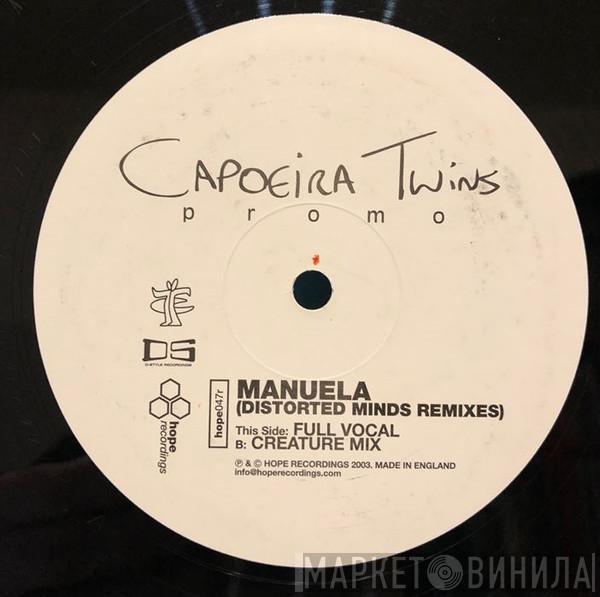 CAPOEIRA TWINS
promo
DS
D-STYLE RECORDINGS
hope
recordings
hope047r
MANUELA
(DISTORTED MINDS REMIXES)
This Side: FULL VOCAL
B: CREATURE MIX
℗ & © HOPE RECORDINGS 2003. MADE IN ENGLAND
info@hoperecordings.com
МАРКЕТ ВИНИЛА